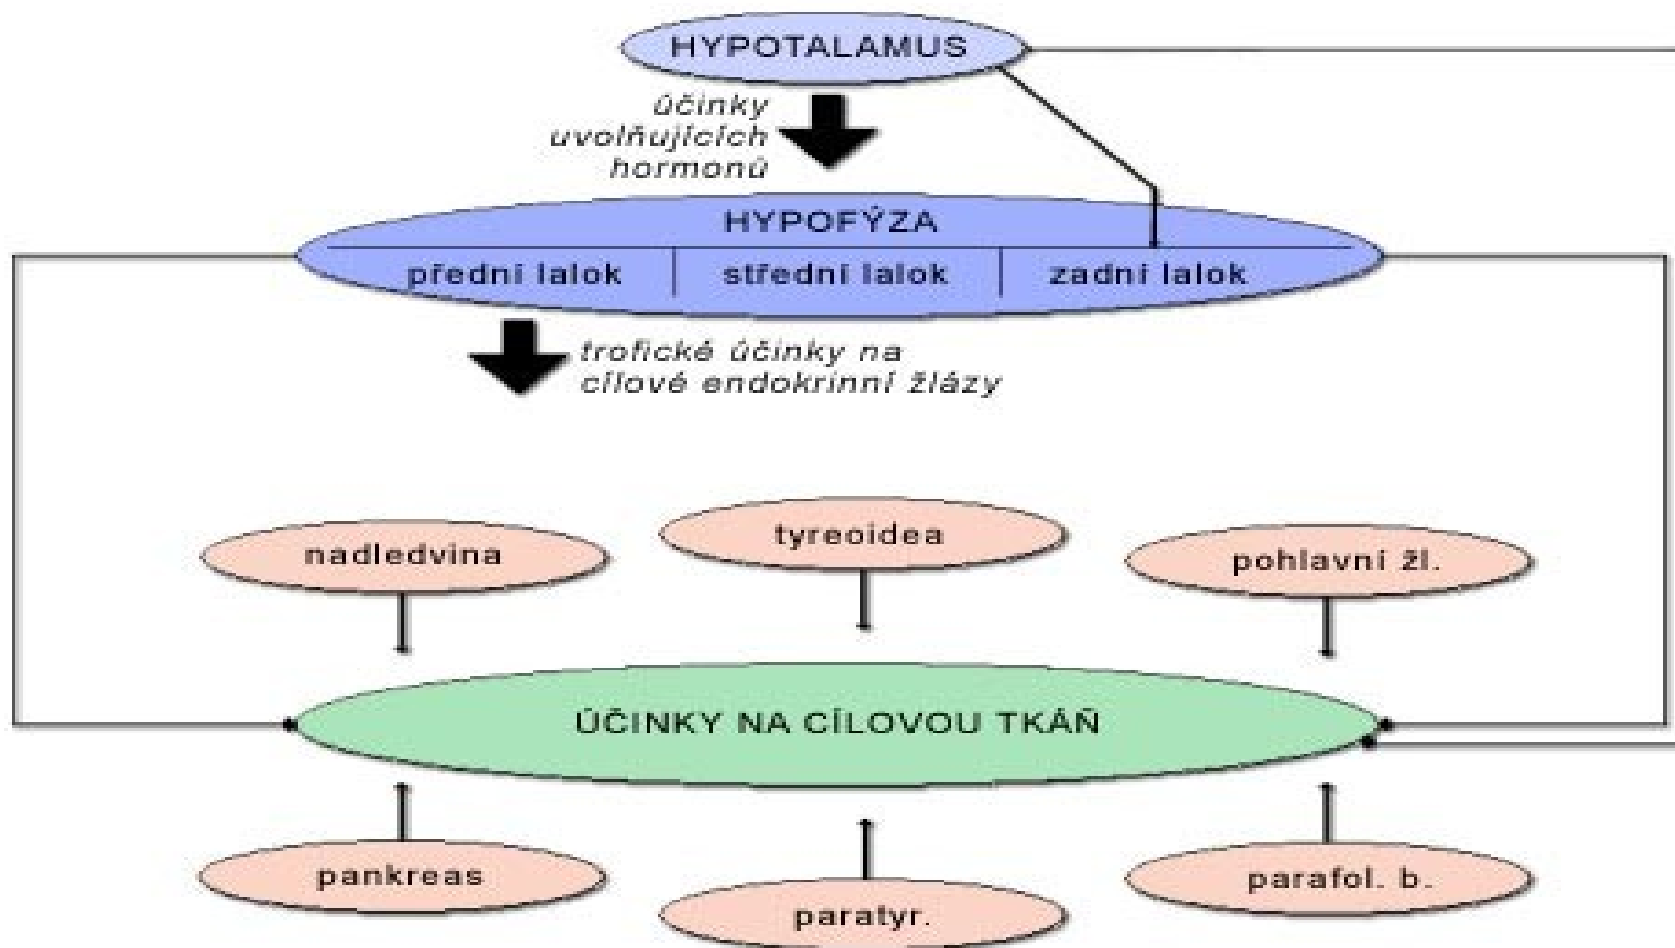 HYPOTALAMUS
účinky
uvolňujících
hormonů
HYPOFÝZA
přední lalok
střední lalok
zadní lalok
trofické účinky na
cílové endokrinní žlázy
nadledvina
tyreoidea
pohlavní žl.
ÚČINKY NA CÍLOVOU TKÁŇ
pankreas
paratyr.
parafol. b.